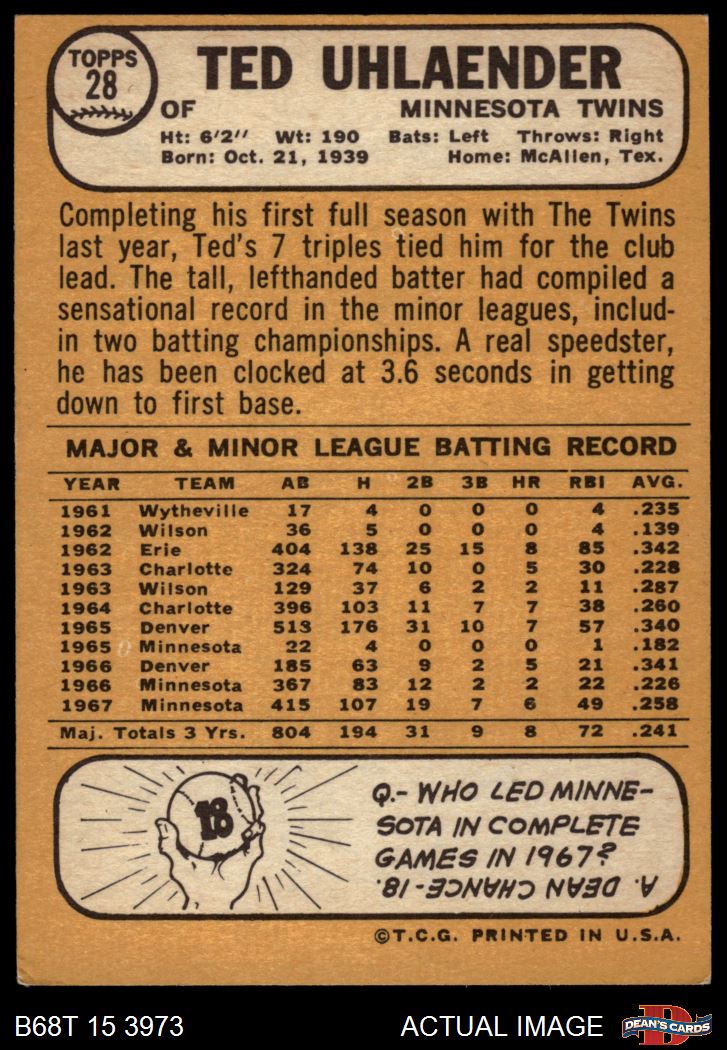 TOPPS
28
TED UHLAENDER
OF MINNESOTA TWINS
Ht: 6'2" Wt: 190 Bats: Left Throws: Right
Born: Oct. 21, 1939 Home: McAllen, Tex.
Completing his first full season with The Twins
last year, Ted's 7 triples tied him for the club
lead. The tall, lefthanded batter had compiled a
sensational record in the minor leagues, includ-
in two batting championships. A real speedster,
he has been clocked at 3.6 seconds in getting
down to first base.
MAJOR & MINOR LEAGUE BATTING RECORD
YEAR TEAM AB H 2B 3B HR RBI AVG.
1961 Wytheville 17 4 0 0 0 4 .235
1962 Wilson 36 5 0 0 0 4 .139
1962 Erie 404 138 25 15 8 85 .342
1963 Charlotte 324 74 10 0 5 30 .228
1963 Wilson 129 37 6 2 2 11 .287
1964 Charlotte 396 103 11 7 7 38 .260
1965 Denver 513 176 31 10 7 57 .340
1965 Minnesota 22 4 0 0 0 1 .182
1966 Denver 185 63 9 2 5 21 .341
1966 Minnesota 367 83 12 2 2 22 .226
1967 Minnesota 415 107 19 7 6 49 .258
Maj. Totals 3 Yrs. 804 194 31 9 8 72 .241
18
Q.- WHO LED MINNE-
SOTA IN COMPLETE
GAMES IN 1967?
A. DEAN CHANCE-18.
©T.C.G. PRINTED IN U.S.A.
B68T 15 3973 ACTUAL IMAGE
D
DEAN'S CARDS